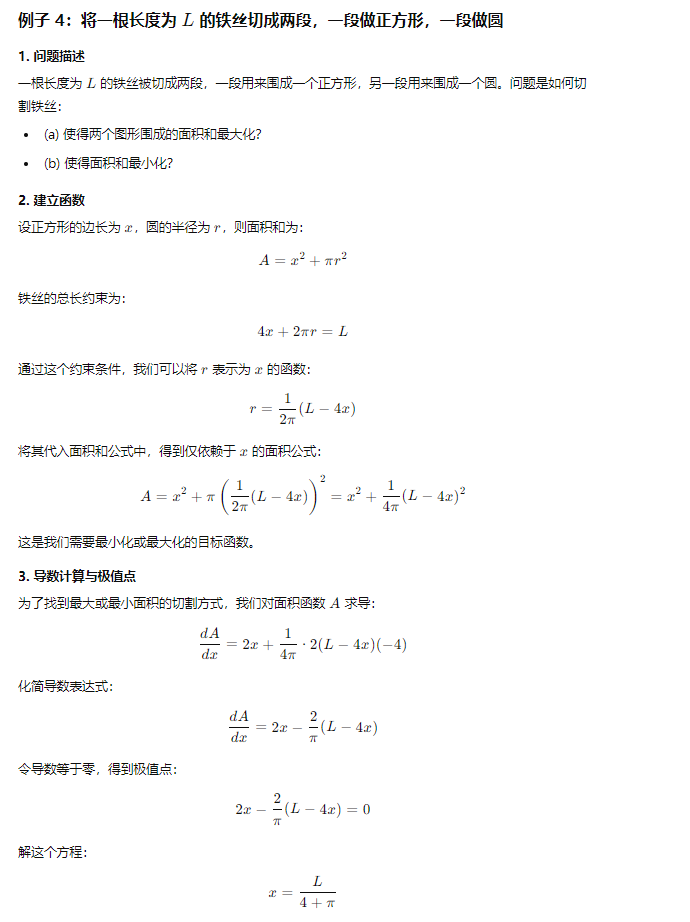 例子 4：将一根长度为 L 的铁丝切成两段，一段做正方形，一段做圆
1. 问题描述
一根长度为 L 的铁丝被切成两段，一段用来围成一个正方形，另一段用来围成一个圆。问题是如何切
割铁丝：
• (a) 使得两个图形围成的面积和最大化？
• (b) 使得面积和最小化？
2. 建立函数
设正方形的边长为 x，圆的半径为 r，则面积和为：
A = x² + πr²
铁丝的总长约束为：
4x + 2πr = L
通过这个约束条件，我们可以将 r 表示为 x 的函数：
r = \frac{1}{2π}(L − 4x)
将其代入面积和公式中，得到仅依赖于 x 的面积公式：
A = x² + π\left(\frac{1}{2π}(L − 4x)\right)² = x² + \frac{1}{4π}(L − 4x)²
这是我们需要最小化或最大化的目标函数。
3. 导数计算与极值点
为了找到最大或最小面积的切割方式，我们对面积函数 A 求导：
\frac{dA}{dx} = 2x + \frac{1}{4π} · 2(L − 4x)(−4)
化简导数表达式：
\frac{dA}{dx} = 2x − \frac{2}{π}(L − 4x)
令导数等于零，得到极值点：
2x − \frac{2}{π}(L − 4x) = 0
解这个方程：
x = \frac{L}{4 + π}